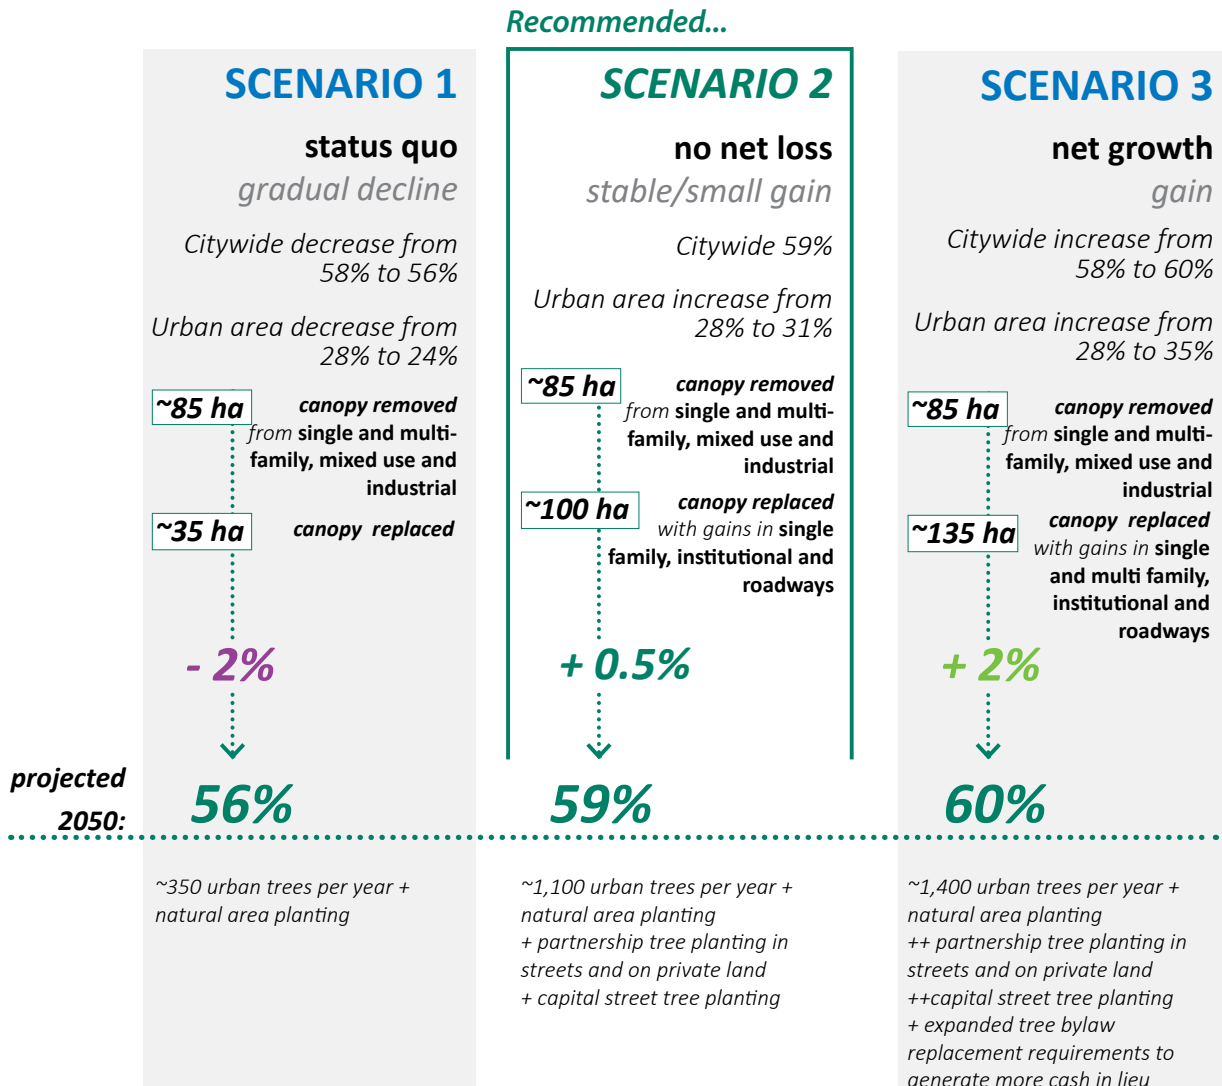 Recommended...
SCENARIO 1
status quo
gradual decline
Citywide decrease from
58% to 56%
Urban area decrease from
28% to 24%
~85 ha
canopy removed
from single and multi-
family, mixed use and
industrial
~35 ha
canopy replaced
- 2%
SCENARIO 2
no net loss
stable/small gain
Citywide 59%
Urban area increase from
28% to 31%
~85 ha
canopy removed
from single and multi-
family, mixed use and
industrial
~100 ha
canopy replaced
with gains in single
family, institutional and
roadways
+ 0.5%
SCENARIO 3
net growth
gain
Citywide increase from
58% to 60%
Urban area increase from
28% to 35%
~85 ha
canopy removed
from single and multi-
family, mixed use and
industrial
~135 ha
canopy replaced
with gains in single
and multi family,
institutional and
roadways
+ 2%
projected
2050:
56%
59%
60%
~350 urban trees per year +
natural area planting
~1,100 urban trees per year +
natural area planting
+ partnership tree planting in
streets and on private land
+ capital street tree planting
~1,400 urban trees per year +
natural area planting
++ partnership tree planting in
streets and on private land
++capital street tree planting
+ expanded tree bylaw
replacement requirements to
generate more cash in lieu